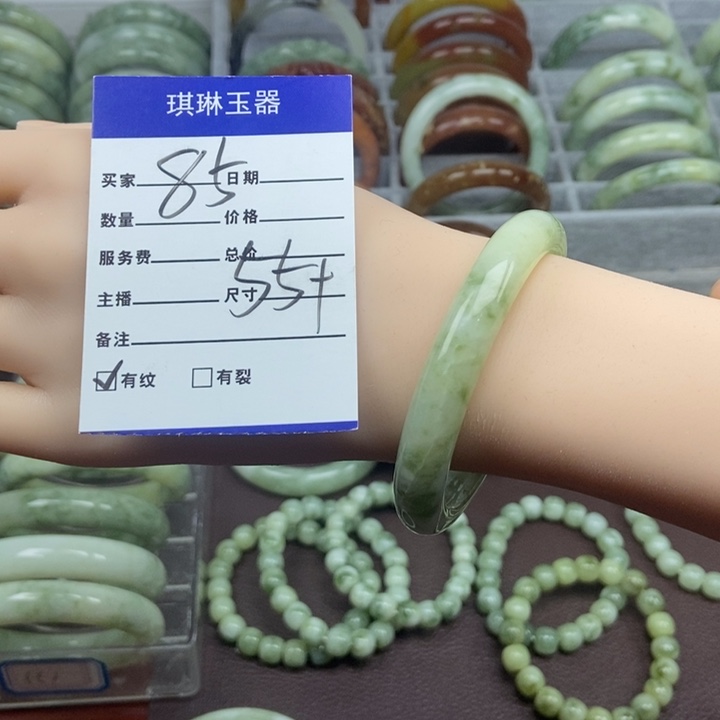 琪琳玉器
买家 85 日期
数量 价格
服务费 总价
主播 尺寸 55+
备注
✓ 有纹 □ 有裂